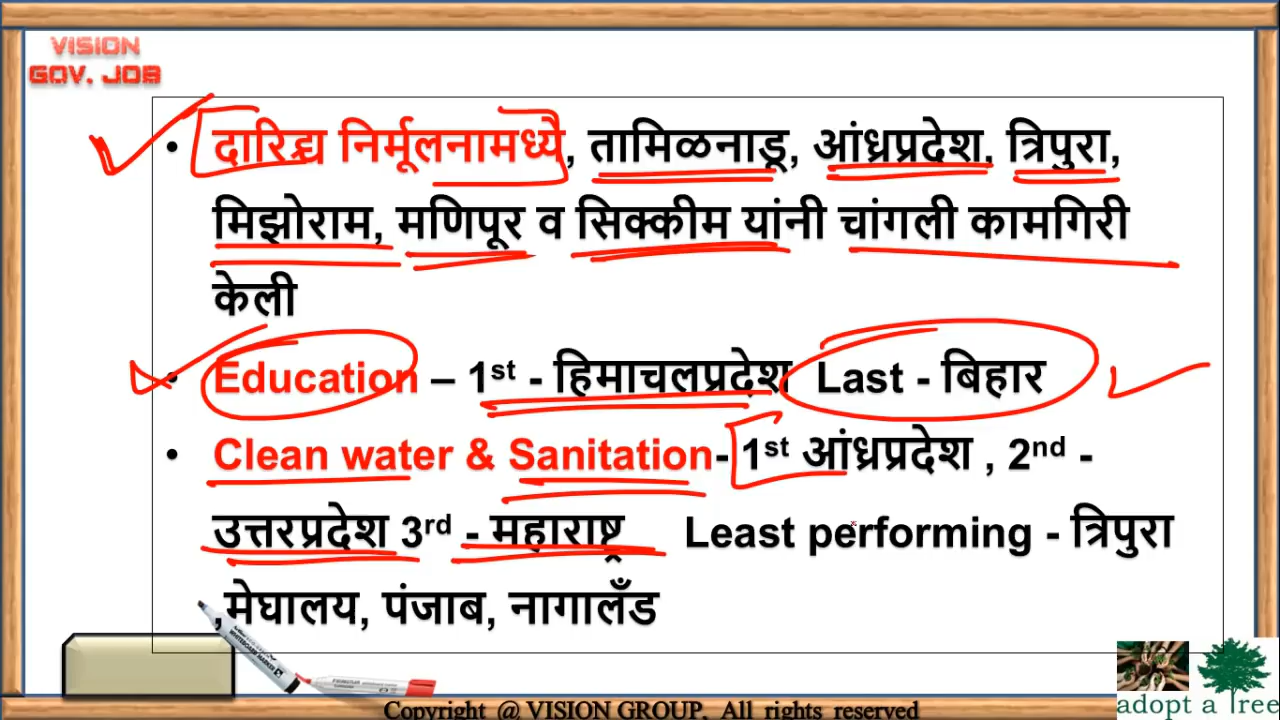 VISION
GOV. JOB
• दारिद्र्य निर्मूलनामध्ये, तामिळनाडू, आंध्रप्रदेश, त्रिपुरा,
मिझोराम, मणिपूर व सिक्कीम यांनी चांगली कामगिरी
केली
• Education – 1st - हिमाचलप्रदेश Last - बिहार
• Clean water & Sanitation- 1st आंध्रप्रदेश , 2nd -
उत्तरप्रदेश 3rd - महाराष्ट्र Least performing - त्रिपुरा
,मेघालय, पंजाब, नागालँड
adopt a Tree
Copyright @ VISION GROUP, All rights reserved